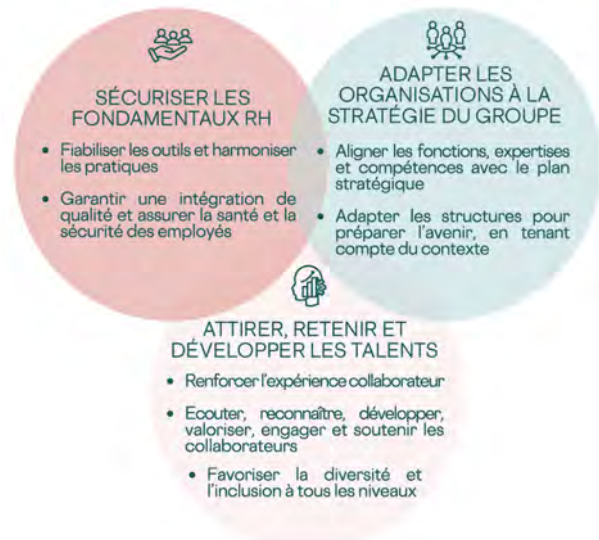 SÉCURISER LES
FONDAMENTAUX RH
• Fiabiliser les outils et harmoniser
les pratiques
• Garantir une intégration de
qualité et assurer la santé et la
sécurité des employés
ADAPTER LES
ORGANISATIONS À LA
STRATÉGIE DU GROUPE
• Aligner les fonctions, expertises
et compétences avec le plan
stratégique
• Adapter les structures pour
préparer l'avenir, en tenant
compte du contexte
ATTIRER, RETENIR ET
DÉVELOPPER LES TALENTS
• Renforcer l'expérience collaborateur
• Ecouter, reconnaître, développer,
valoriser, engager et soutenir les
collaborateurs
• Favoriser la diversité et
l'inclusion à tous les niveaux